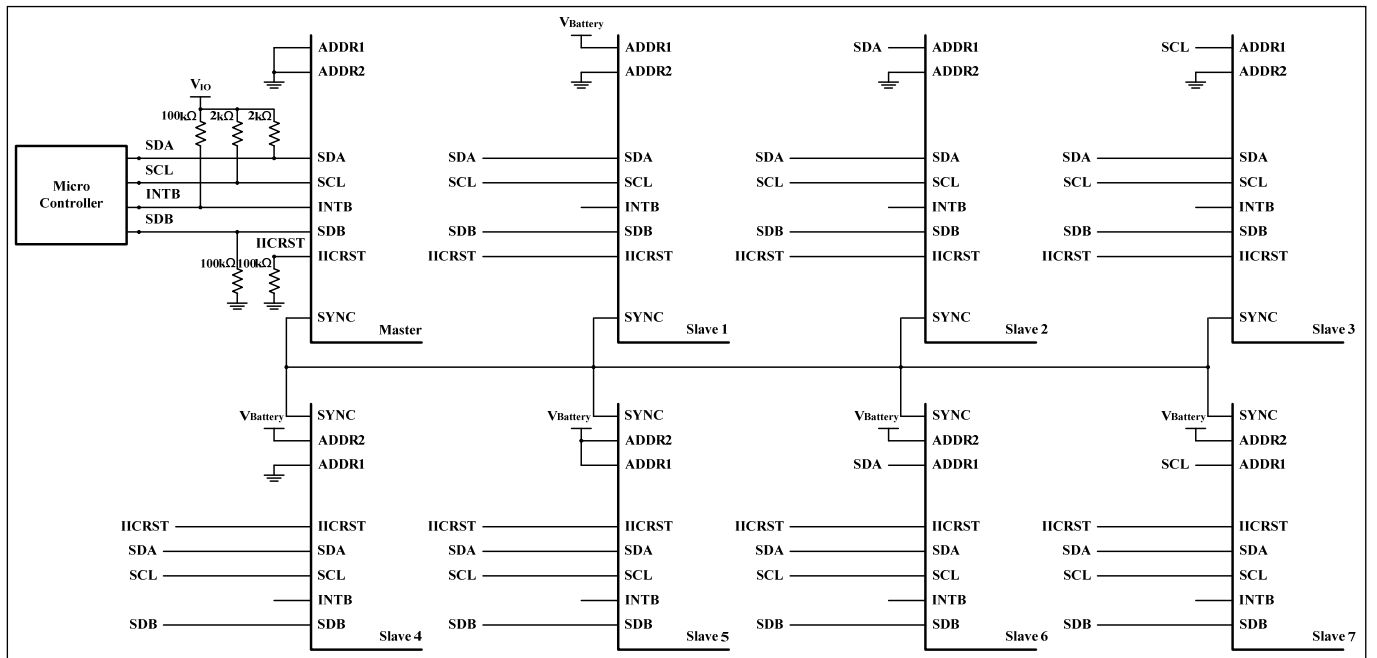 VBattery
ADDR1
ADDR2
VIO
100kΩ 2kΩ 2kΩ
Micro
Controller
SDA
SCL
INTB
SDB
SDA
SCL
INTB
SDB
IICRST
IICRST
100kΩ 100kΩ
SYNC
Master
ADDR1
ADDR2
SDA SDA
SCL SCL
INTB
SDB SDB
IICRST IICRST
SYNC
Slave 1
SDA ADDR1
ADDR2
SDA SDA
SCL SCL
INTB
SDB SDB
IICRST IICRST
SYNC
Slave 2
SCL ADDR1
ADDR2
SDA SDA
SCL SCL
INTB
SDB SDB
IICRST IICRST
SYNC
Slave 3
VBattery SYNC
ADDR2
ADDR1
IICRST IICRST
SDA SDA
SCL SCL
INTB
SDB SDB
Slave 4
VBattery SYNC
ADDR2
ADDR1
IICRST IICRST
SDA SDA
SCL SCL
INTB
SDB SDB
Slave 5
VBattery SYNC
ADDR2
SDA ADDR1
IICRST IICRST
SDA SDA
SCL SCL
INTB
SDB SDB
Slave 6
VBattery SYNC
ADDR2
SCL ADDR1
IICRST IICRST
SDA SDA
SCL SCL
INTB
SDB SDB
Slave 7